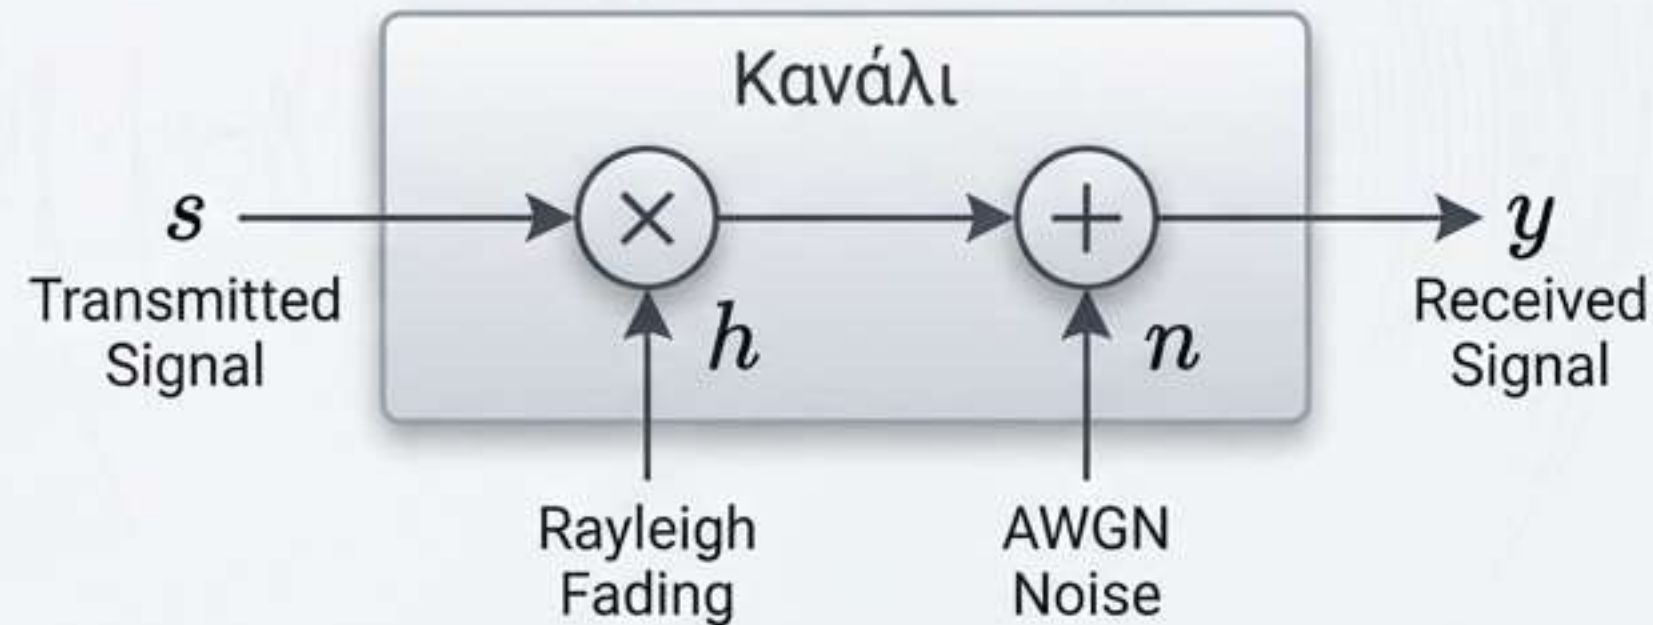 Κανάλι
s
Transmitted
Signal
×
h
Rayleigh
Fading
+
n
AWGN
Noise
y
Received
Signal